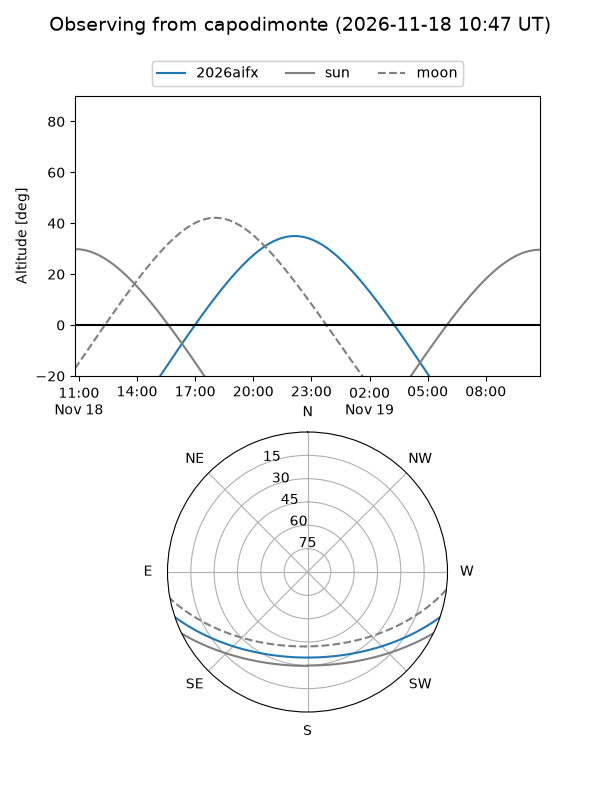 Observing from capodimonte (2026-11-18 10:47 UT)
2026aifx sun moon
Altitude [deg]
80
60
40
20
0
−20
11:00 14:00 17:00 20:00 23:00 02:00 05:00 08:00
Nov 18 Nov 19
N
NE NW
15
30
45
60
75
E W
SE SW
S